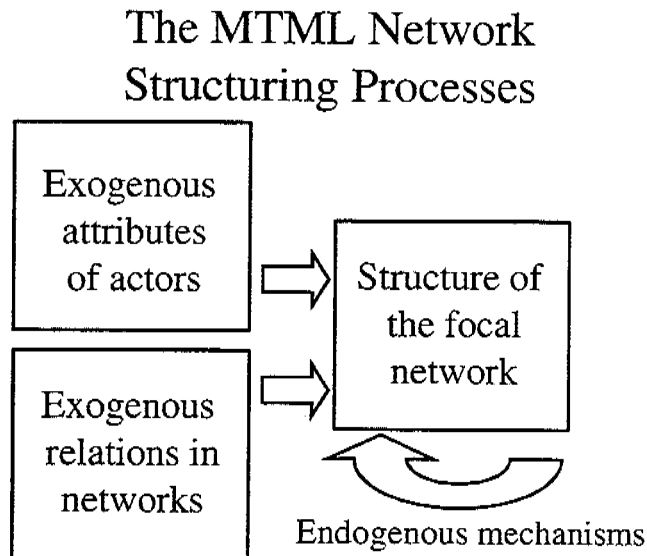 The MTML Network
Structuring Processes
Exogenous
attributes
of actors
Structure of
the focal
network
Exogenous
relations in
networks
Endogenous mechanisms